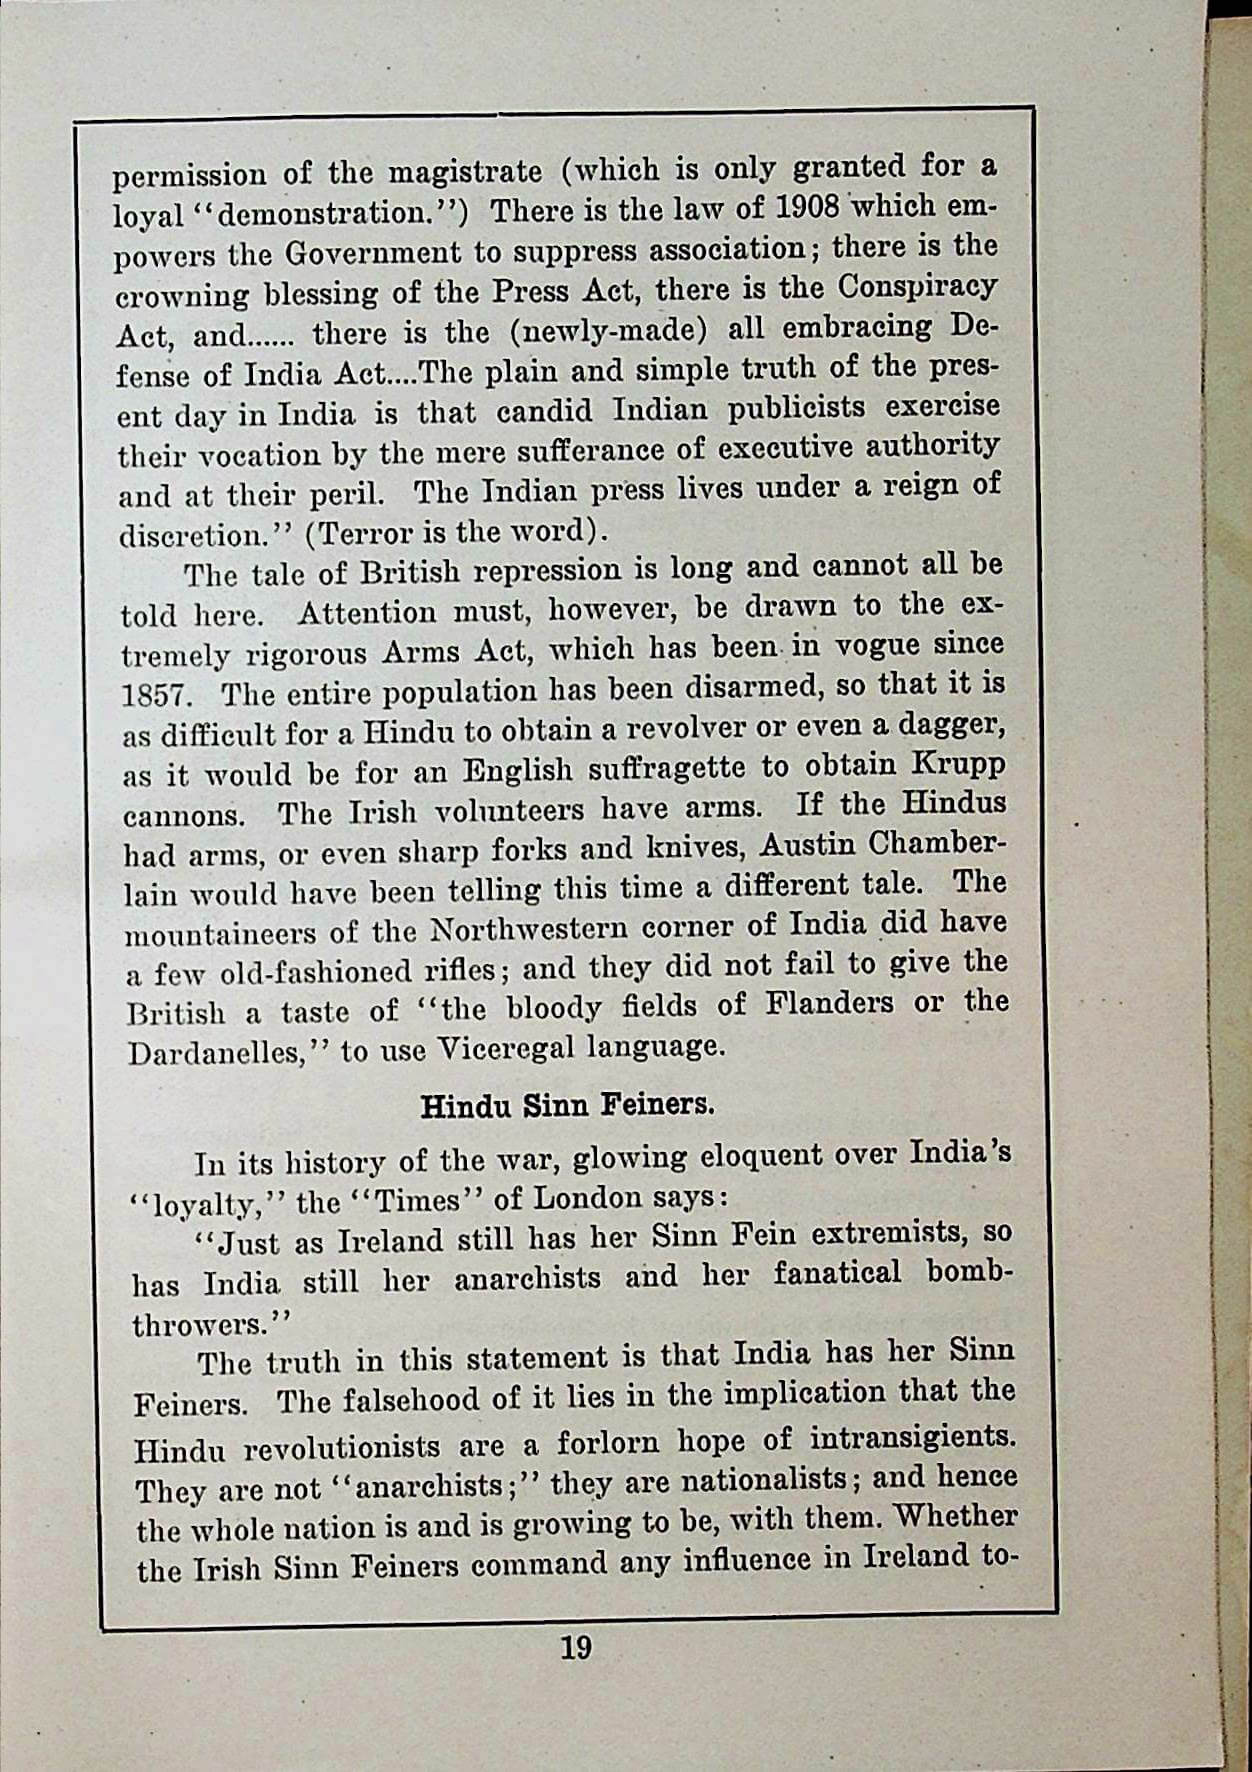 permission of the magistrate (which is only granted for a
loyal "demonstration.") There is the law of 1908 which em-
powers the Government to suppress association; there is the
crowning blessing of the Press Act, there is the Conspiracy
Act, and...... there is the (newly-made) all embracing De-
fense of India Act....The plain and simple truth of the pres-
ent day in India is that candid Indian publicists exercise
their vocation by the mere sufferance of executive authority
and at their peril. The Indian press lives under a reign of
discretion." (Terror is the word).
The tale of British repression is long and cannot all be
told here. Attention must, however, be drawn to the ex-
tremely rigorous Arms Act, which has been in vogue since
1857. The entire population has been disarmed, so that it is
as difficult for a Hindu to obtain a revolver or even a dagger,
as it would be for an English suffragette to obtain Krupp
cannons. The Irish volunteers have arms. If the Hindus
had arms, or even sharp forks and knives, Austin Chamber-
lain would have been telling this time a different tale. The
mountaineers of the Northwestern corner of India did have
a few old-fashioned rifles; and they did not fail to give the
British a taste of "the bloody fields of Flanders or the
Dardanelles," to use Viceregal language.
Hindu Sinn Feiners.
In its history of the war, glowing eloquent over India's
"loyalty," the "Times" of London says:
"Just as Ireland still has her Sinn Fein extremists, so
has India still her anarchists and her fanatical bomb-
throwers."
The truth in this statement is that India has her Sinn
Feiners. The falsehood of it lies in the implication that the
Hindu revolutionists are a forlorn hope of intransigients.
They are not "anarchists;" they are nationalists; and hence
the whole nation is and is growing to be, with them. Whether
the Irish Sinn Feiners command any influence in Ireland to-
19